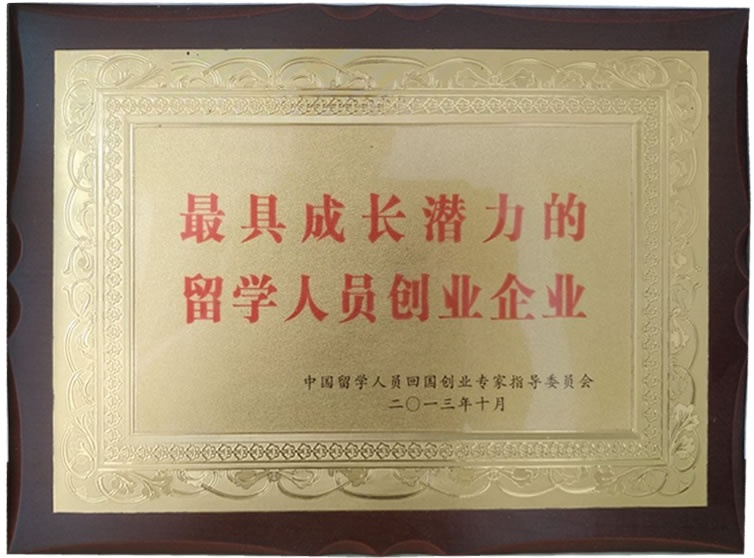 最具成长潜力的
留学人员创业企业
中国留学人员回国创业专家指导委员会
二〇一三年十月